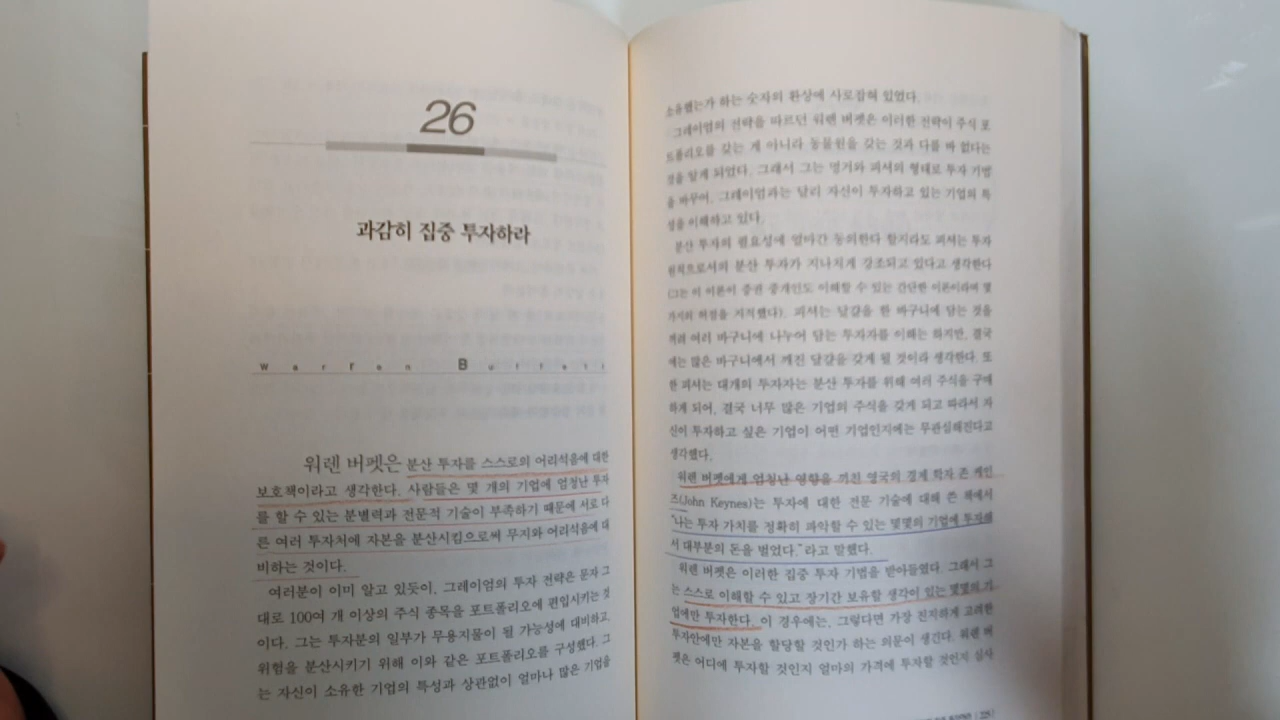 26
과감히 집중 투자하라
Warren Buffett
워렌 버펫은 분산 투자를 스스로의 어리석음에 대한
보호책이라고 생각한다. 사람들은 몇 개의 기업에 엄청난 투자
를 할 수 있는 분별력과 전문적 기술이 부족하기 때문에 서로 다
른 여러 투자처에 자본을 분산시킴으로써 무지와 어리석음에 대
비하는 것이다.
여러분이 이미 알고 있듯이, 그레이엄의 투자 전략은 문자 그
대로 100여 개 이상의 주식 종목을 포트폴리오에 편입시키는 것
이다. 그는 투자분의 일부가 무용지물이 될 가능성에 대비하고,
위험을 분산시키기 위해 이와 같은 포트폴리오를 구성했다. 그
는 자신이 소유한 기업의 특성과 상관없이 얼마나 많은 기업을
소유했는가 하는 숫자의 환상에 사로잡혀 있었다.
그레이엄의 전략을 따르던 워렌 버펫은 이러한 전략이 주식 포
트폴리오를 갖는 게 아니라 동물원을 갖는 것과 다를 바 없다는
것을 알게 되었다. 그래서 그는 멍거와 피셔의 형태로 투자 기법
을 바꾸어, 그레이엄과는 달리 자신이 투자하고 있는 기업의 특
성을 이해하고 있다.
분산 투자의 필요성에 얼마간 동의한다 할지라도 피셔는 투자
원칙으로서의 분산 투자가 지나치게 강조되고 있다고 생각한다
(그는 이 이론이 증권 중개인도 이해할 수 있는 간단한 이론이라며 몇
가지의 허점을 지적했다). 피셔는 달걀을 한 바구니에 담는 것을
꺼려 여러 바구니에 나누어 담는 투자자를 이해는 하지만, 결국
에는 많은 바구니에서 깨진 달걀을 갖게 될 것이라 생각한다. 또
한 피셔는 대개의 투자자는 분산 투자를 위해 여러 주식을 구매
하게 되어, 결국 너무 많은 기업의 주식을 갖게 되고 따라서 자
신이 투자하고 싶은 기업이 어떤 기업인지에는 무관심해진다고
생각했다.
워렌 버펫에게 엄청난 영향을 끼친 영국의 경제 학자 존 케인
즈(John Keynes)는 투자에 대한 전문 기술에 대해 쓴 책에서
"나는 투자 가치를 정확히 파악할 수 있는 몇몇의 기업에 투자해
서 대부분의 돈을 벌었다."라고 말했다.
워렌 버펫은 이러한 집중 투자 기법을 받아들였다. 그래서 그
는 스스로 이해할 수 있고 장기간 보유할 생각이 있는 몇몇의 기
업에만 투자한다. 이 경우에는, 그렇다면 가장 진지하게 고려한
투자안에만 자본을 할당할 것인가 하는 의문이 생긴다. 워렌 버
펫은 어디에 투자할 것인지 얼마의 가격에 투자할 것인지 심사